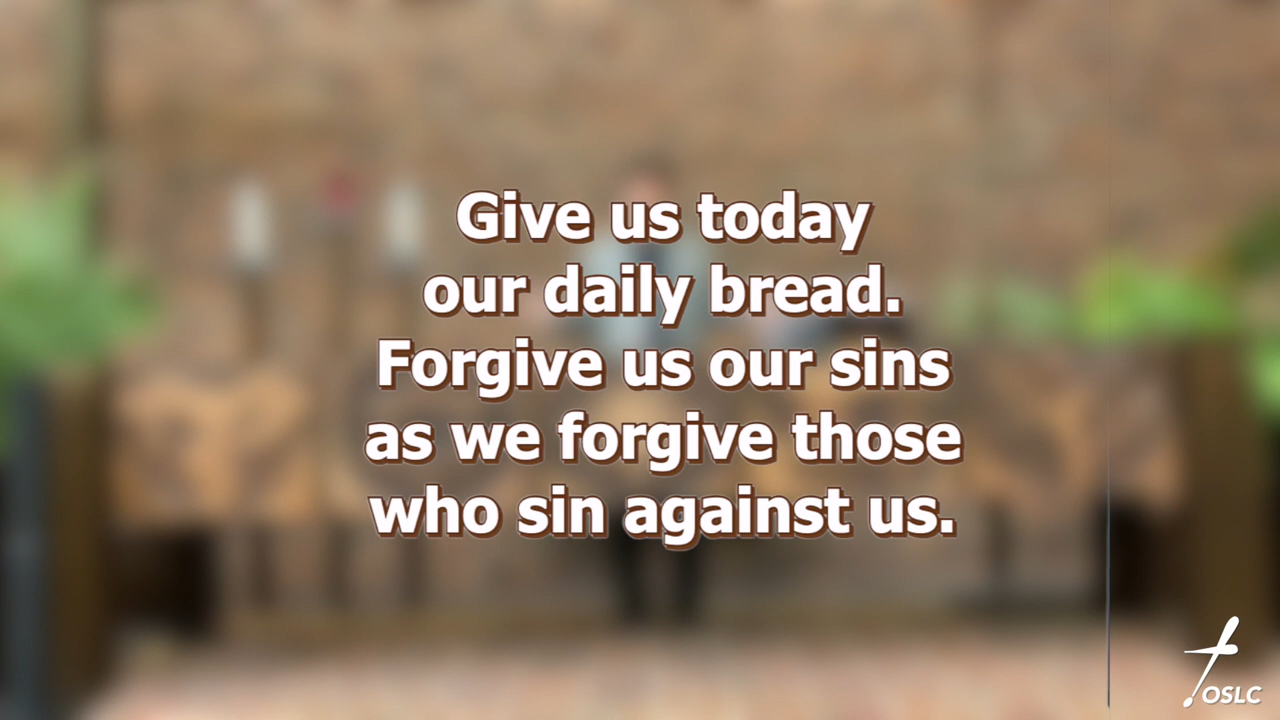 Give us today
our daily bread.
Forgive us our sins
as we forgive those
who sin against us.
OSLC